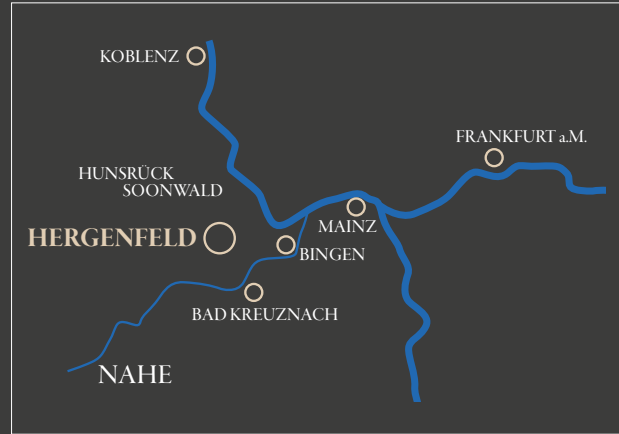 KOBLENZ
FRANKFURT a.M.
HUNSRÜCK
SOONWALD
MAINZ
HERGENFELD
BINGEN
BAD KREUZNACH
NAHE